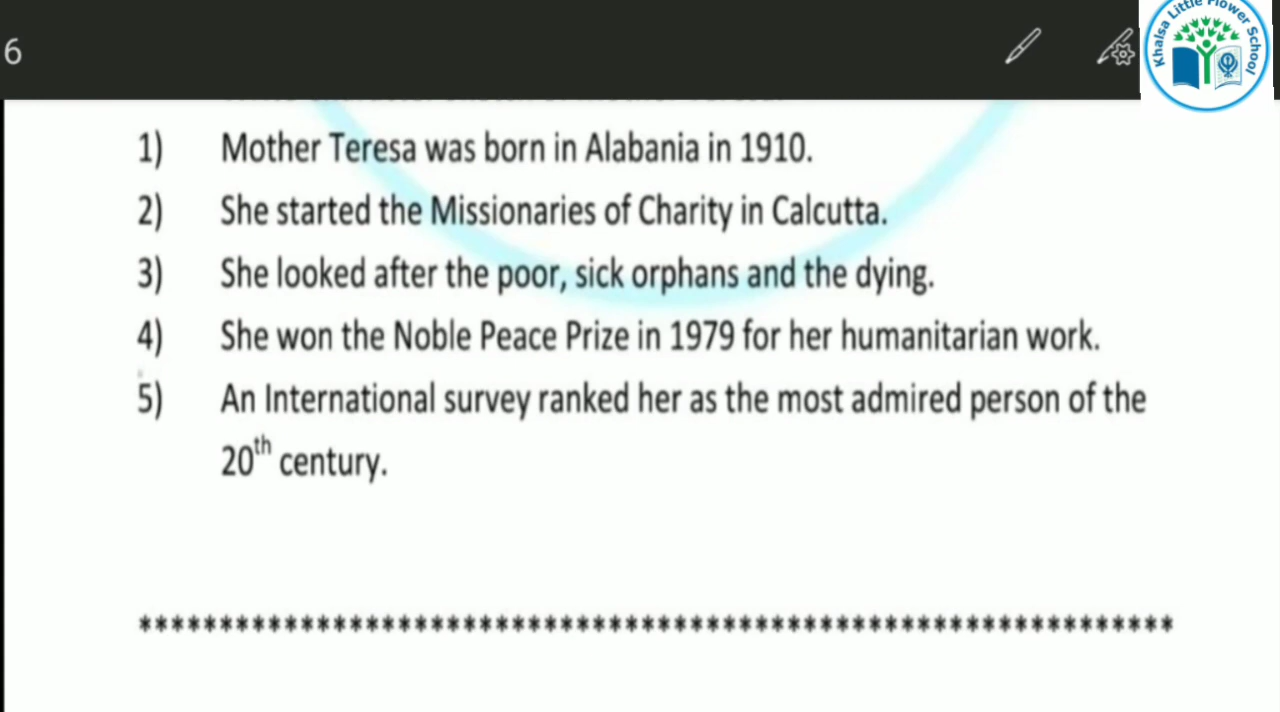 6
Khalsa Little Flower School
1) Mother Teresa was born in Alabania in 1910.
2) She started the Missionaries of Charity in Calcutta.
3) She looked after the poor, sick orphans and the dying.
4) She won the Noble Peace Prize in 1979 for her humanitarian work.
5) An International survey ranked her as the most admired person of the
20th century.
****************************************************************